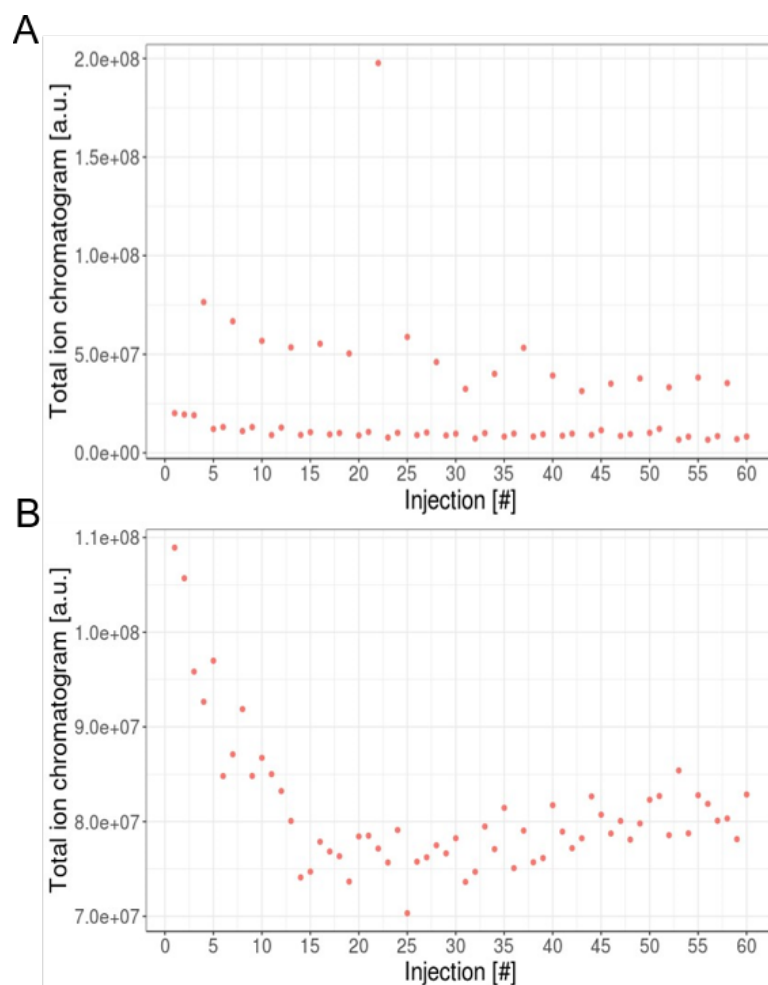 A
Total ion chromatogram [a.u.]
2.0e+08
1.5e+08
1.0e+08
5.0e+07
0.0e+00
0 5 10 15 20 25 30 35 40 45 50 55 60
Injection [#]
B
Total ion chromatogram [a.u.]
1.1e+08
1.0e+08
9.0e+07
8.0e+07
7.0e+07
0 5 10 15 20 25 30 35 40 45 50 55 60
Injection [#]